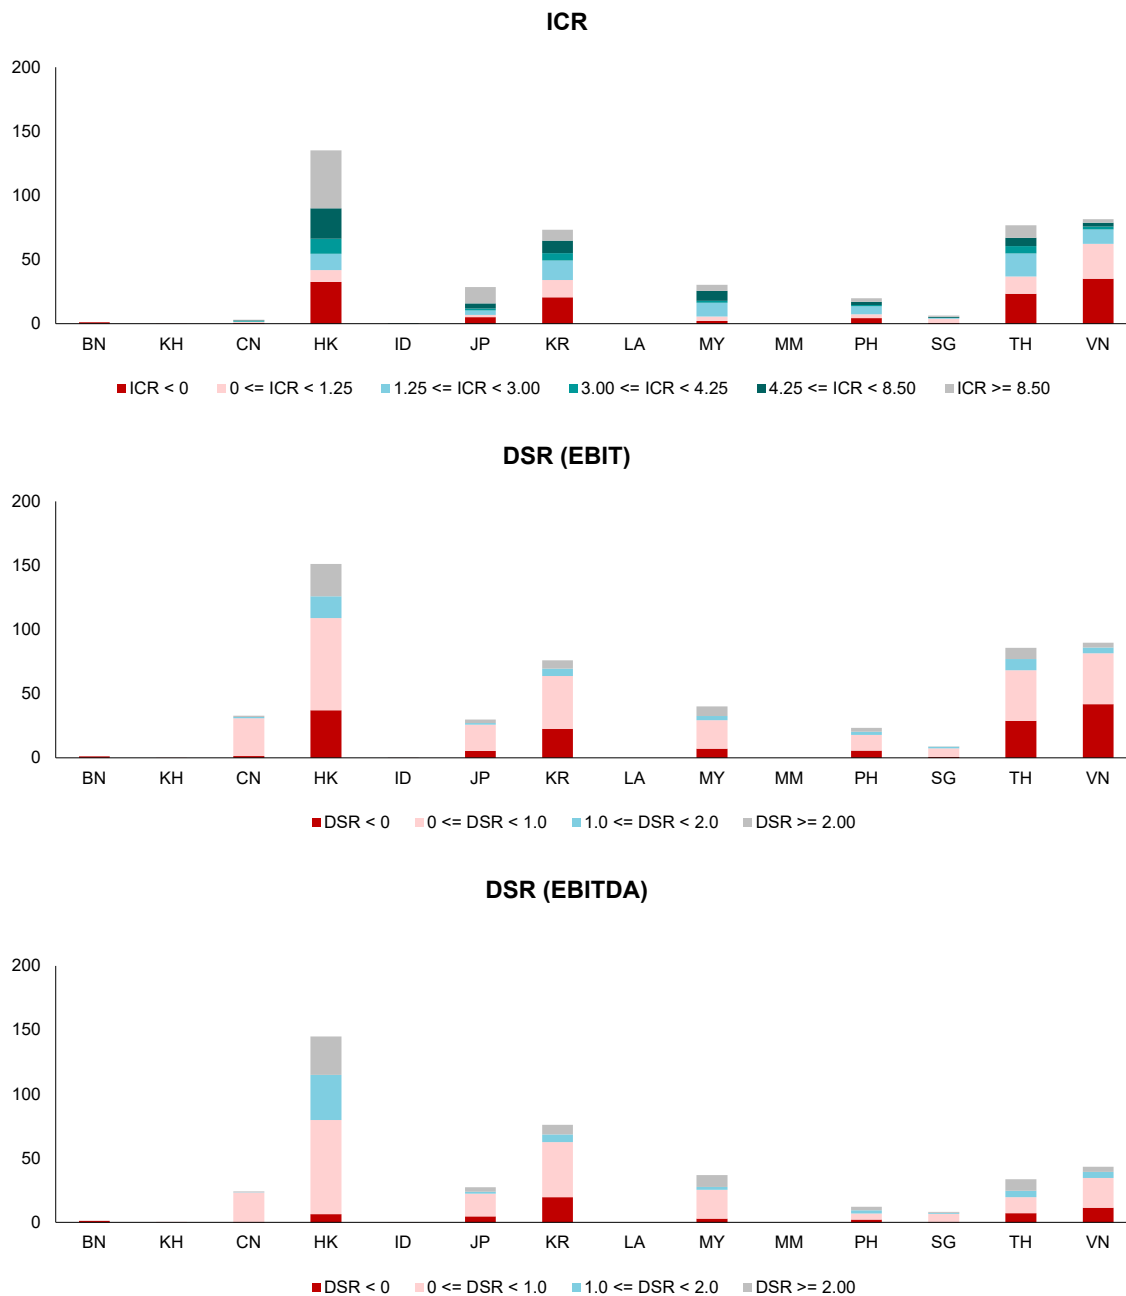 ICR
200
150
100
50
0
BN KH CN HK ID JP KR LA MY MM PH SG TH VN
ICR < 0 0 <= ICR < 1.25 1.25 <= ICR < 3.00 3.00 <= ICR < 4.25 4.25 <= ICR < 8.50 ICR >= 8.50
DSR (EBIT)
200
150
100
50
0
BN KH CN HK ID JP KR LA MY MM PH SG TH VN
DSR < 0 0 <= DSR < 1.0 1.0 <= DSR < 2.0 DSR >= 2.00
DSR (EBITDA)
200
150
100
50
0
BN KH CN HK ID JP KR LA MY MM PH SG TH VN
DSR < 0 0 <= DSR < 1.0 1.0 <= DSR < 2.0 DSR >= 2.00